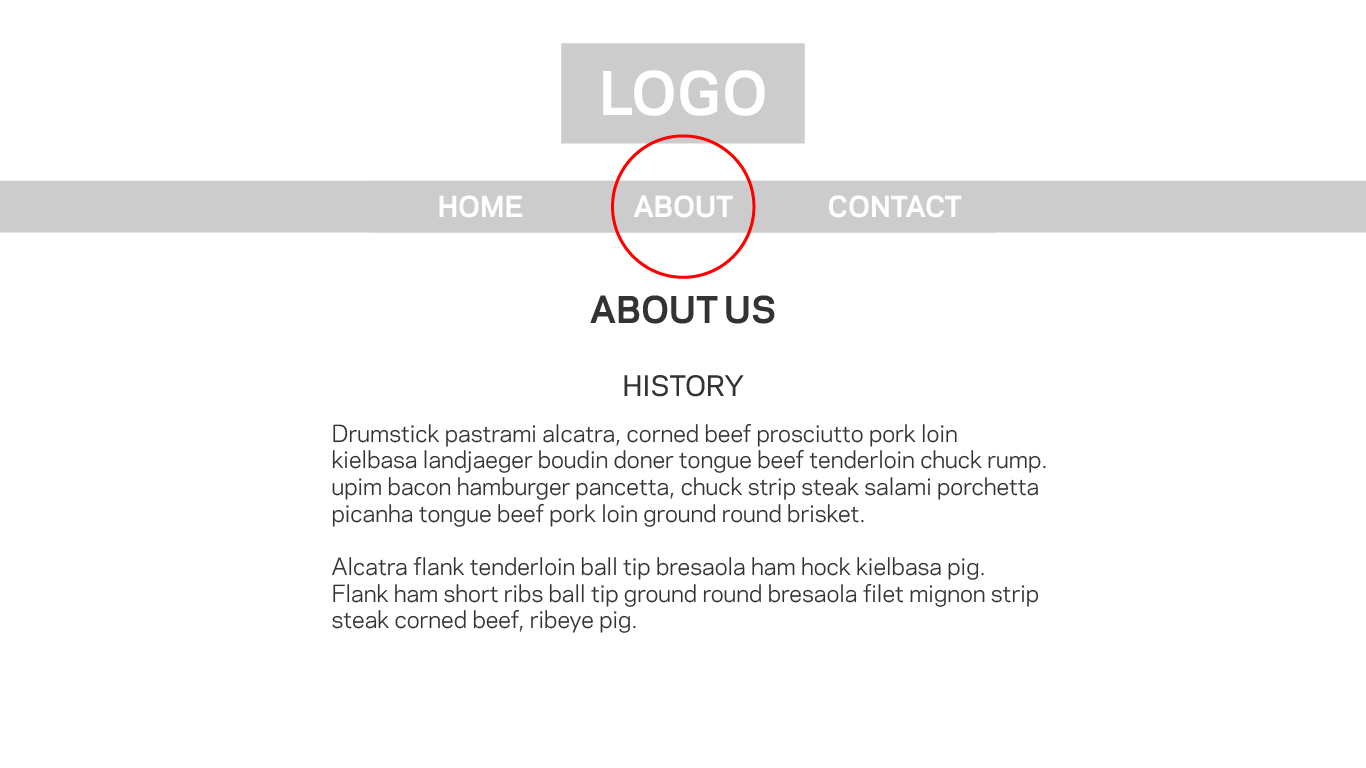 LOGO
HOME ABOUT CONTACT
ABOUT US
HISTORY
Drumstick pastrami alcatra, corned beef prosciutto pork loin
kielbasa landjaeger boudin doner tongue beef tenderloin chuck rump.
upim bacon hamburger pancetta, chuck strip steak salami porchetta
picanha tongue beef pork loin ground round brisket.
Alcatra flank tenderloin ball tip bresaola ham hock kielbasa pig.
Flank ham short ribs ball tip ground round bresaola filet mignon strip
steak corned beef, ribeye pig.